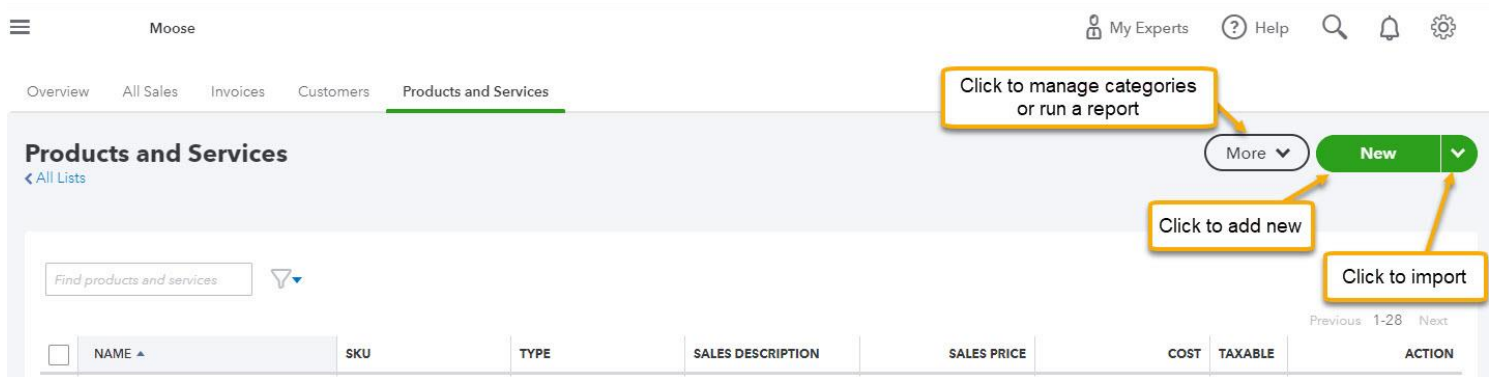 Moose
My Experts
Help
Overview All Sales Invoices Customers Products and Services
Click to manage categories
or run a report
Products and Services
All Lists
More
New
Click to add new
Click to import
Find products and services
Previous 1-28 Next
NAME SKU TYPE SALES DESCRIPTION SALES PRICE COST TAXABLE ACTION